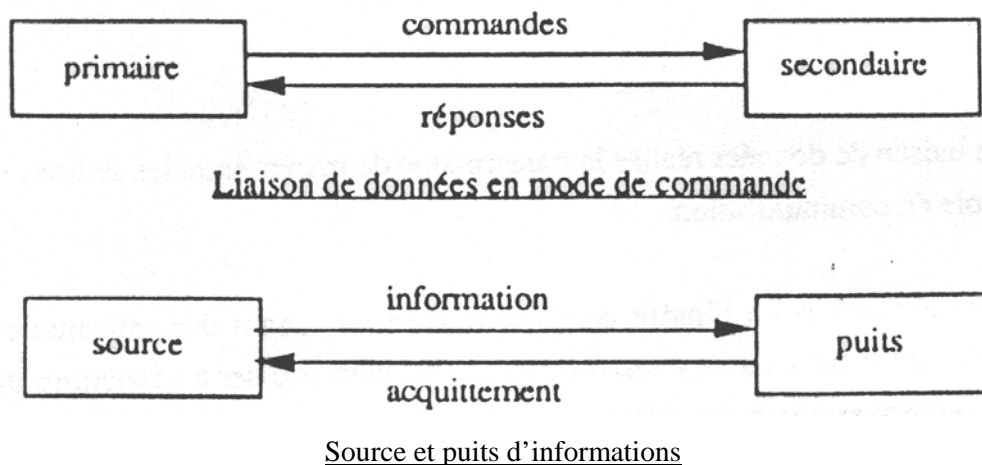 commandes
primaire
secondaire
réponses
Liaison de données en mode de commande
information
source
puits
acquittement
Source et puits d'informations